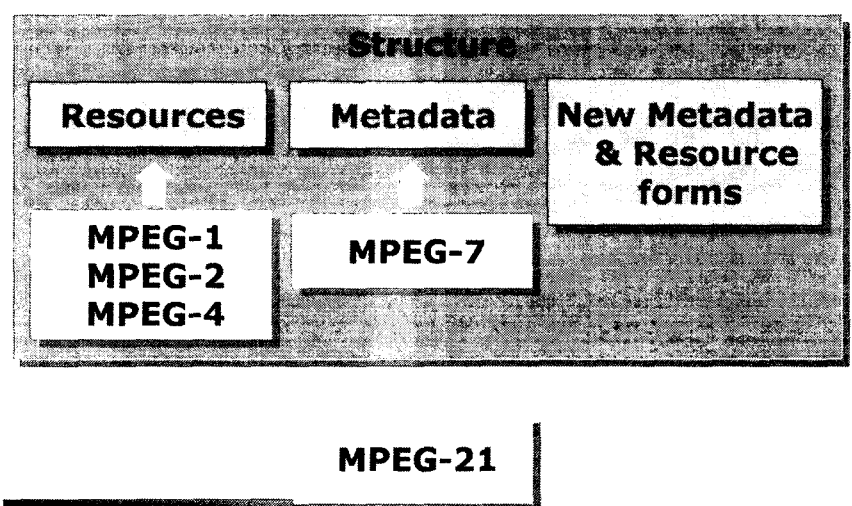 Structure
Resources
Metadata
New Metadata
& Resource
forms
MPEG-1
MPEG-2
MPEG-4
MPEG-7
MPEG-21